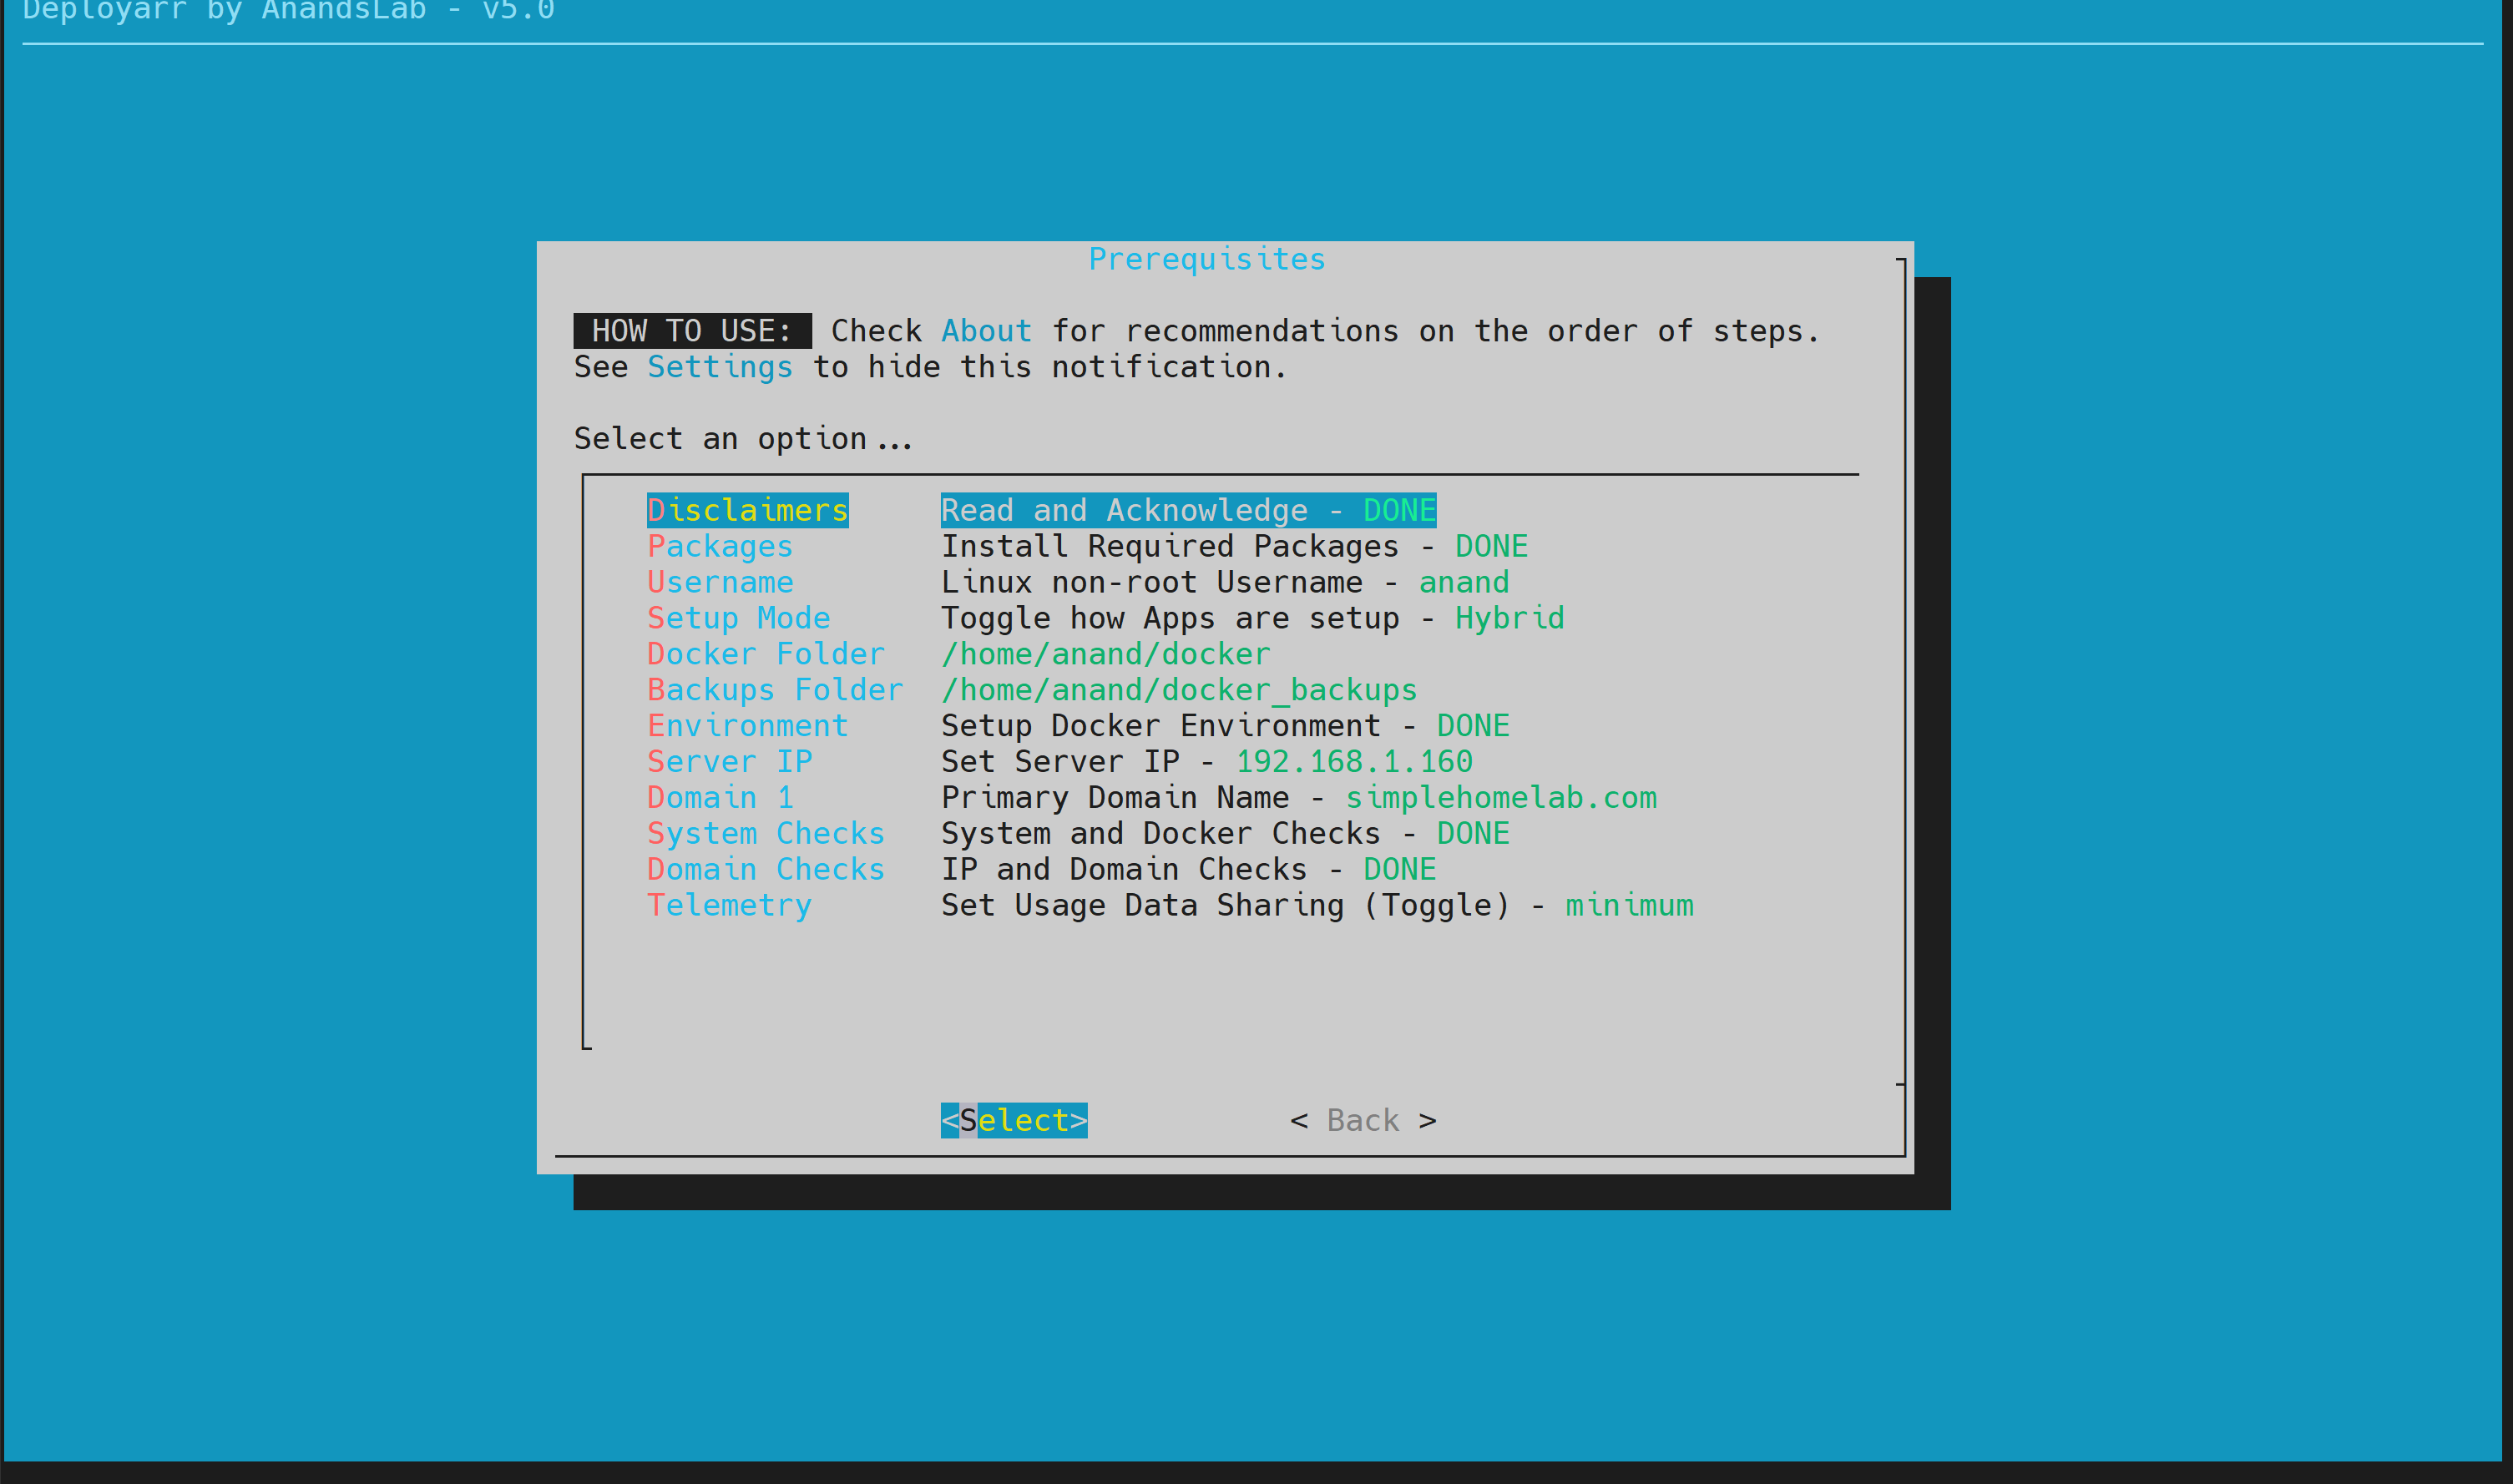 Deployarr by AnandsLab - v5.0
Prerequisites
HOW TO USE: Check About for recommendations on the order of steps.
See Settings to hide this notification.
Select an option...
Disclaimers Read and Acknowledge - DONE
Packages Install Required Packages - DONE
Username Linux non-root Username - anand
Setup Mode Toggle how Apps are setup - Hybrid
Docker Folder /home/anand/docker
Backups Folder /home/anand/docker_backups
Environment Setup Docker Environment - DONE
Server IP Set Server IP - 192.168.1.160
Domain 1 Primary Domain Name - simplehomelab.com
System Checks System and Docker Checks - DONE
Domain Checks IP and Domain Checks - DONE
Telemetry Set Usage Data Sharing (Toggle) - minimum
<Select> < Back >